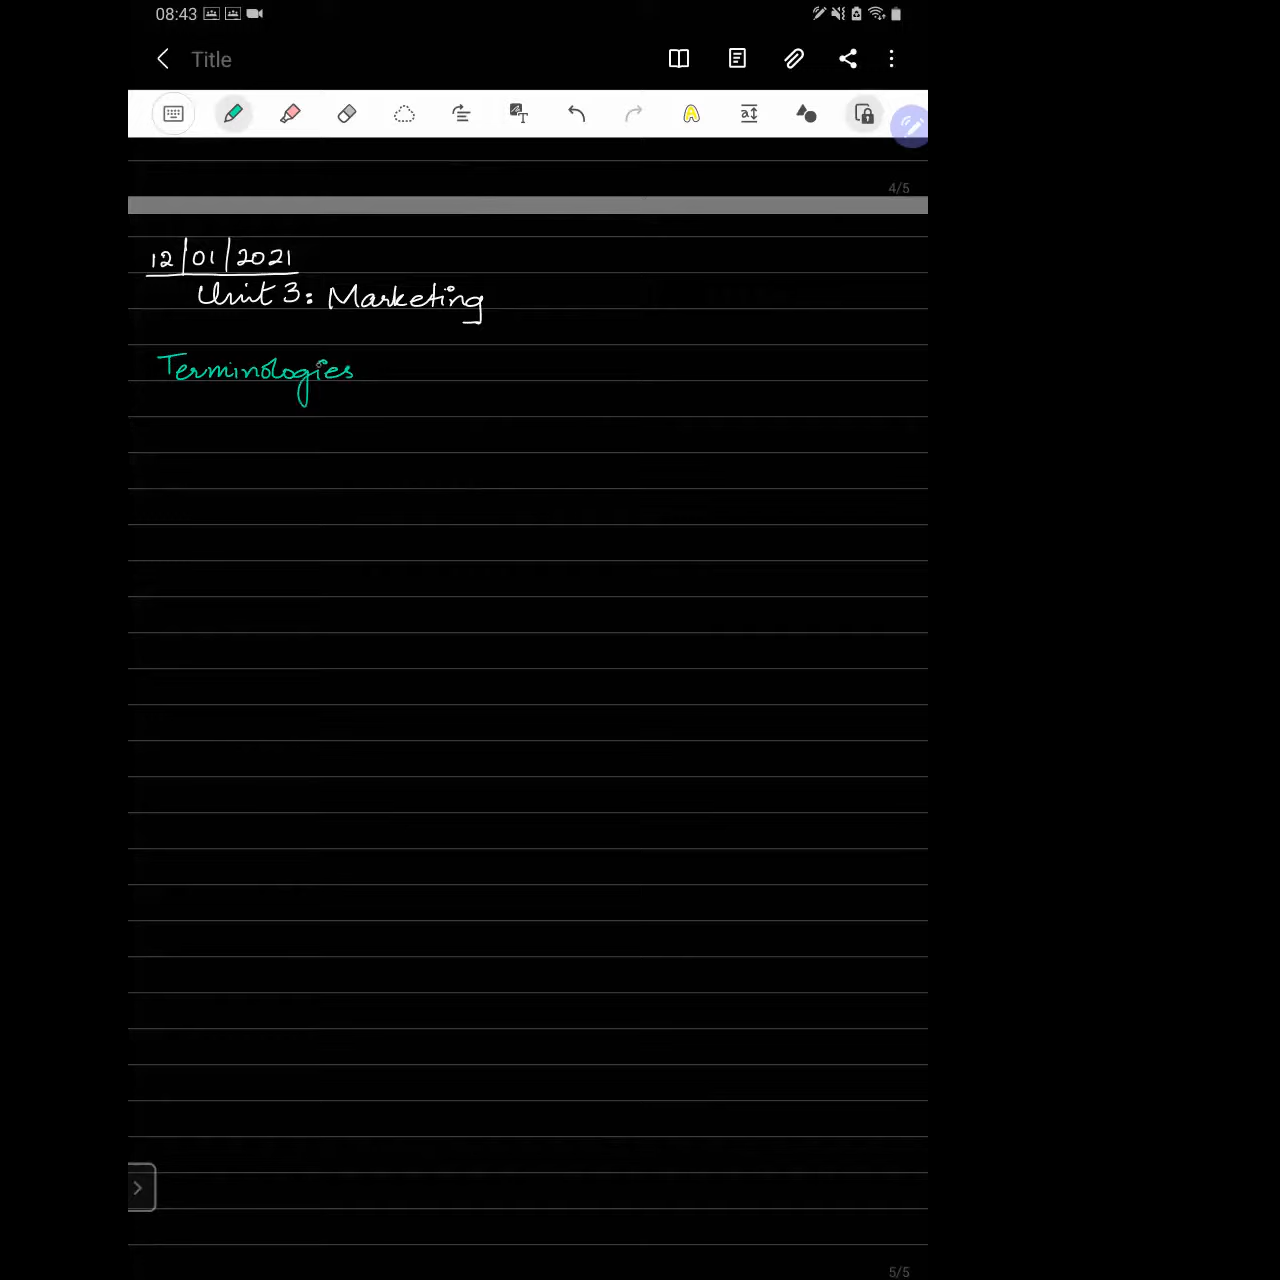 08:43
Title
4/5
12/01/2021
Unit 3: Marketing
Terminologies
5/5